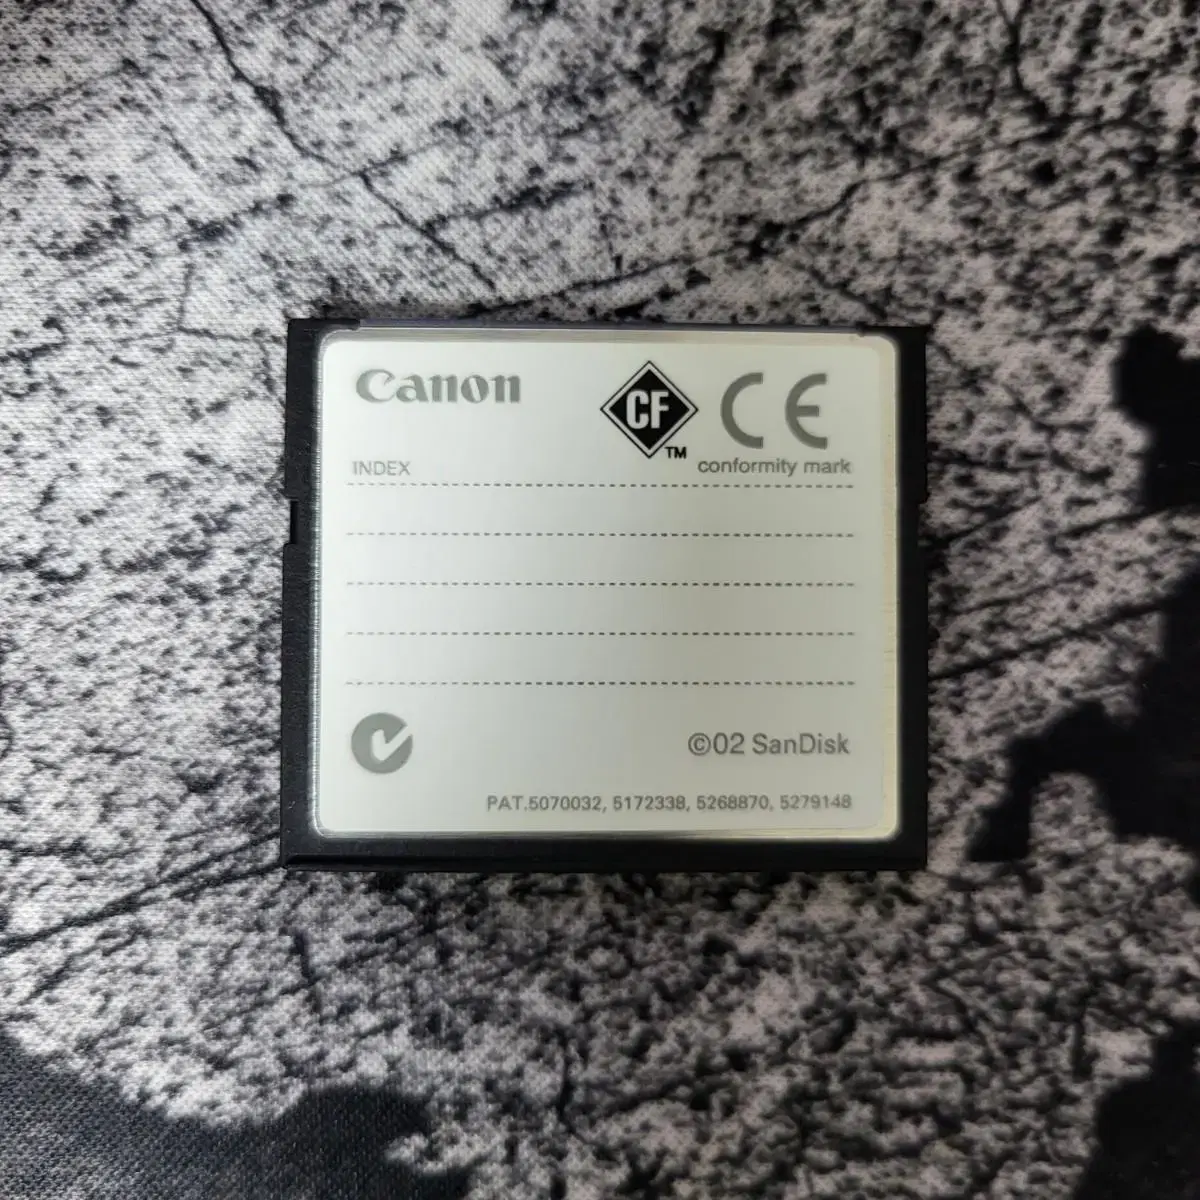 Canon
CF
TM
CE
INDEX
conformity mark
©02 SanDisk
PAT.5070032, 5172338, 5268870, 5279148